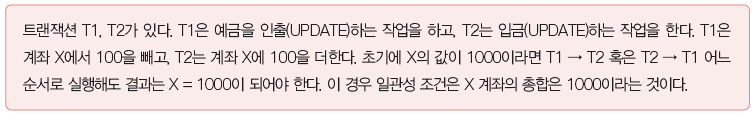 트랜잭션 T1, T2가 있다. T1은 예금을 인출(UPDATE)하는 작업을 하고, T2는 입금(UPDATE)하는 작업을 한다. T1은
계좌 X에서 100을 빼고, T2는 계좌 X에 100을 더한다. 초기에 X의 값이 1000이라면 T1 → T2 혹은 T2 → T1 어느
순서로 실행해도 결과는 X = 1000이 되어야 한다. 이 경우 일관성 조건은 X 계좌의 총합은 1000이라는 것이다.